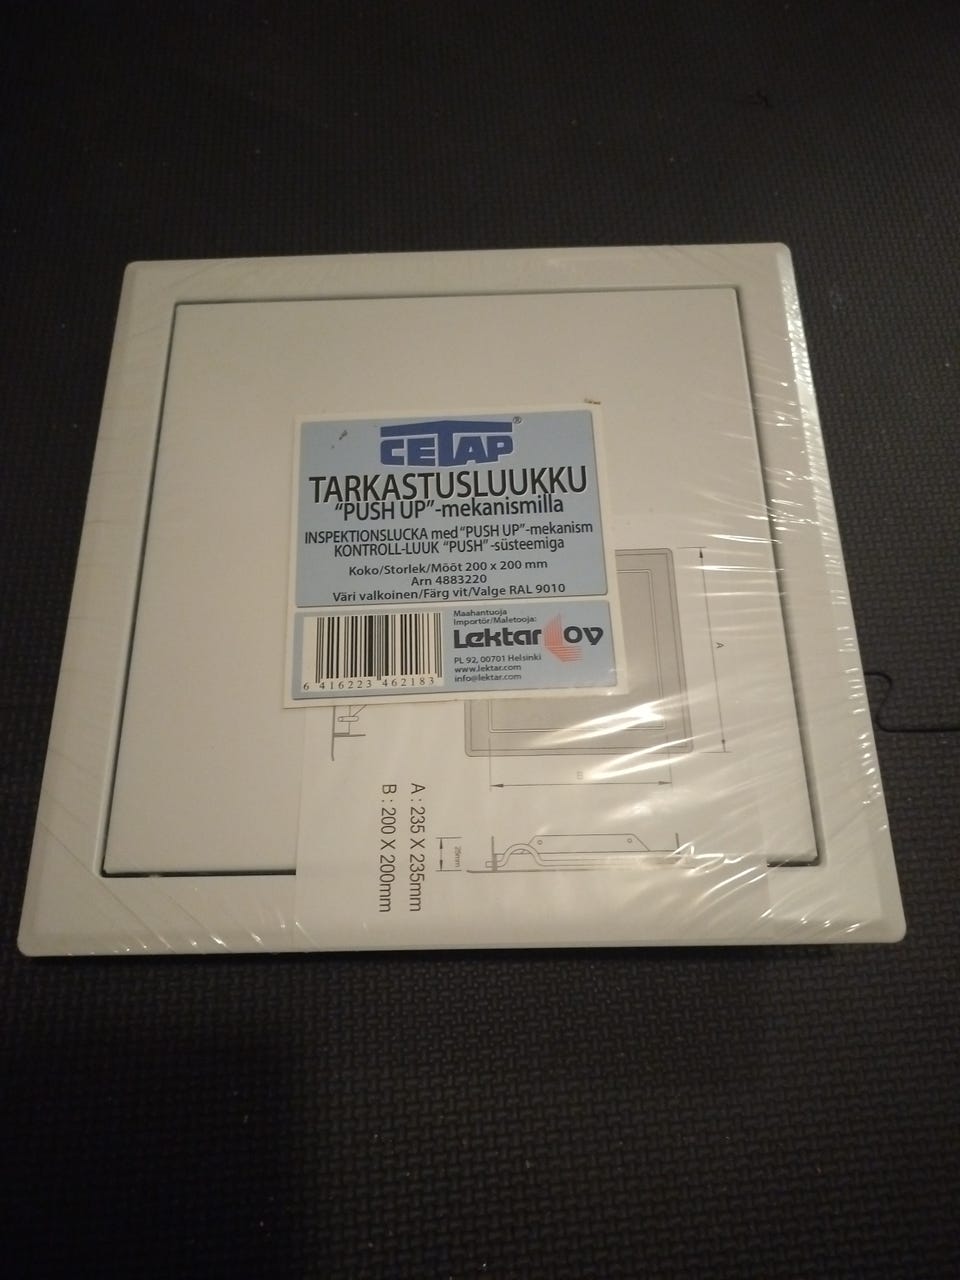 CETAP®
TARKASTUSLUUKKU
“PUSH UP”-mekanismilla
INSPEKTIONSLUCKA med “PUSH UP”-mekanism
KONTROLL-LUUK “PUSH”-süsteemiga
Koko/Storlek/Mõõt 200 x 200 mm
Arn 4883220
Väri valkoinen/Färg vit/Valge RAL 9010
Maahantuoja
Importör/Maletooja:
Lektar OY
PL 92, 00701 Helsinki
www.lektar.com
info@lektar.com
6 416223 462183
A
B
25mm
A : 235 X 235mm
B : 200 X 200mm